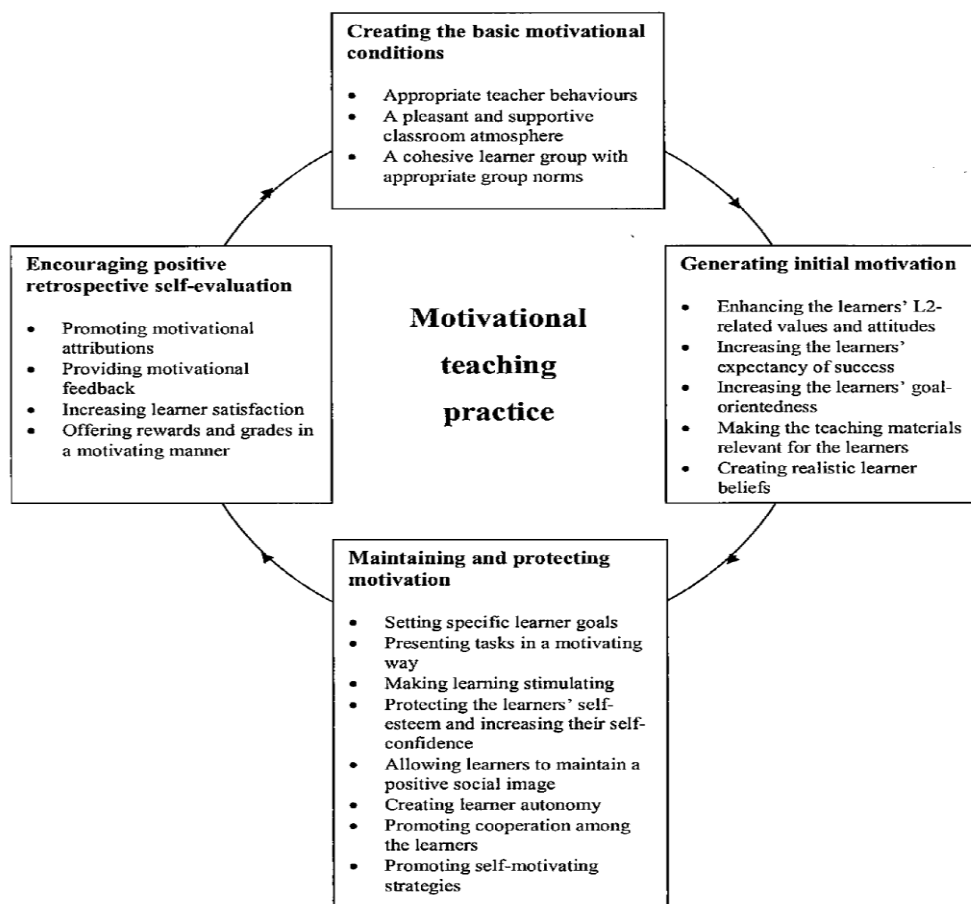 Creating the basic motivational
conditions
• Appropriate teacher behaviours
• A pleasant and supportive
classroom atmosphere
• A cohesive learner group with
appropriate group norms
Encouraging positive
retrospective self-evaluation
• Promoting motivational
attributions
• Providing motivational
feedback
• Increasing learner satisfaction
• Offering rewards and grades in
a motivating manner
Motivational
teaching
practice
Generating initial motivation
• Enhancing the learners' L2-
related values and attitudes
• Increasing the learners'
expectancy of success
• Increasing the learners' goal-
orientedness
• Making the teaching materials
relevant for the learners
• Creating realistic learner
beliefs
Maintaining and protecting
motivation
• Setting specific learner goals
• Presenting tasks in a motivating
way
• Making learning stimulating
• Protecting the learners' self-
esteem and increasing their self-
confidence
• Allowing learners to maintain a
positive social image
• Creating learner autonomy
• Promoting cooperation among
the learners
• Promoting self-motivating
strategies